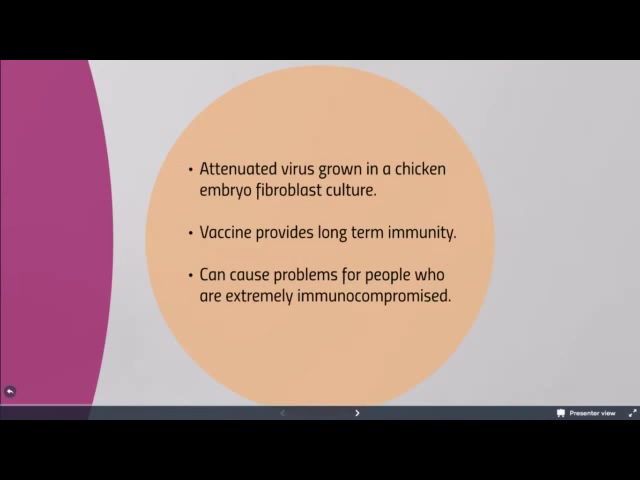 • Attenuated virus grown in a chicken
embryo fibroblast culture.
• Vaccine provides long term immunity.
• Can cause problems for people who
are extremely immunocompromised.
Presenter view